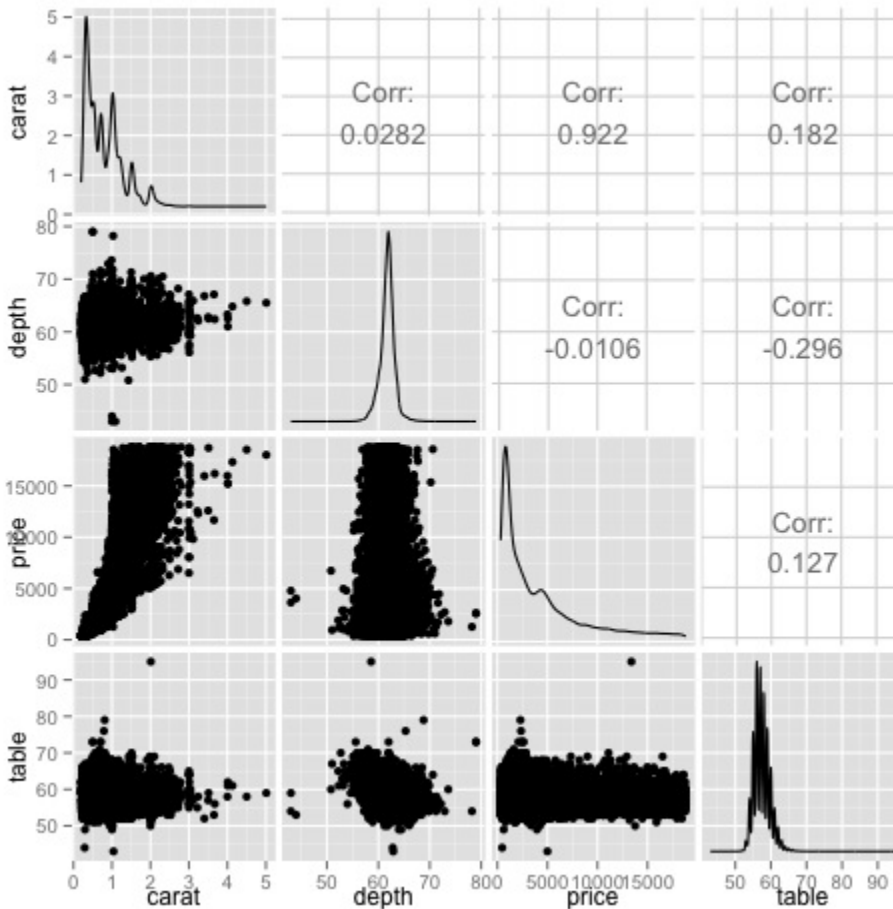 carat
5
4
3
2
1
0
Corr:
0.0282
Corr:
0.922
Corr:
0.182
depth
80
70
60
50
Corr:
-0.0106
Corr:
-0.296
price
15000
10000
5000
0
Corr:
0.127
table
90
80
70
60
50
0 1 2 3 4 5
50 60 70 80
0 5000 10000 15000
50 60 70 80 90
carat depth price table